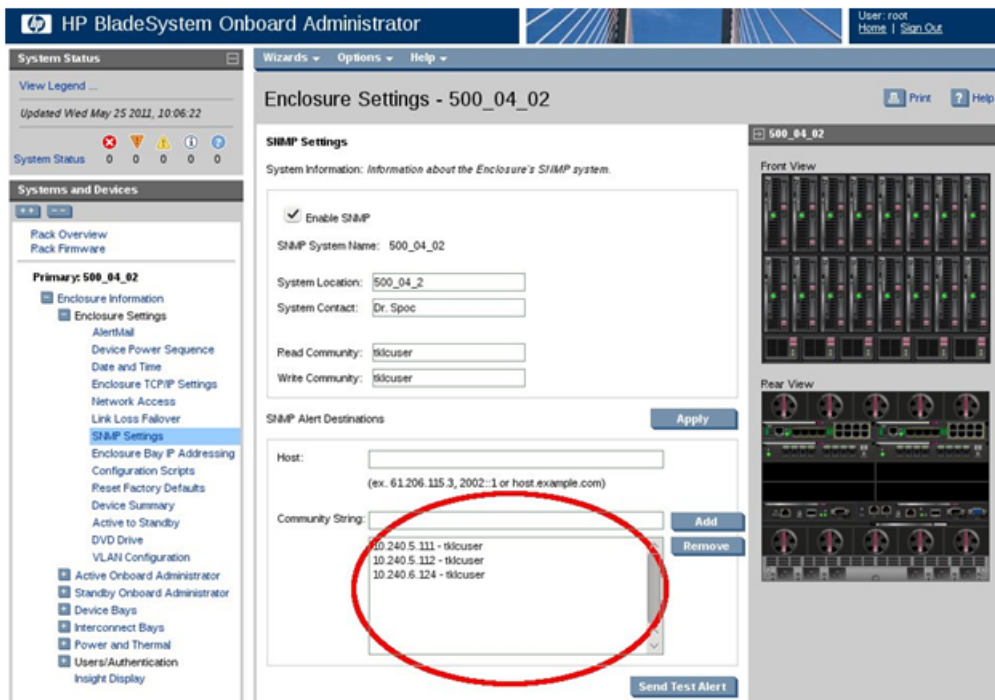 hp HP BladeSystem Onboard Administrator
User: root
Home | Sign Out
System Status
View Legend ...
Updated Wed May 25 2011, 10:06:22
System Status 0 0 0 0 0
Systems and Devices
Rack Overview
Rack Firmware
Primary: 500_04_02
Enclosure Information
Enclosure Settings
AlertMail
Device Power Sequence
Date and Time
Enclosure TCP/IP Settings
Network Access
Link Loss Failover
SNMP Settings
Enclosure Bay IP Addressing
Configuration Scripts
Reset Factory Defaults
Device Summary
Active to Standby
DVD Drive
VLAN Configuration
Active Onboard Administrator
Standby Onboard Administrator
Device Bays
Interconnect Bays
Power and Thermal
Users/Authentication
Insight Display
Wizards Options Help
Enclosure Settings - 500_04_02
Print Help
SNMP Settings
System Information: Information about the Enclosure's SNMP system.
Enable SNMP
SNMP System Name: 500_04_02
System Location: 500_04_2
System Contact: Dr. Spoc
Read Community: tklcuser
Write Community: tklcuser
SNMP Alert Destinations
Apply
Host:
(ex. 61.206.115.3, 2002::1 or host.example.com)
Community String:
Add
10.240.5.111 - tklcuser
Remove
10.240.5.112 - tklcuser
10.240.6.124 - tklcuser
Send Test Alert
500_04_02
Front View
Rear View